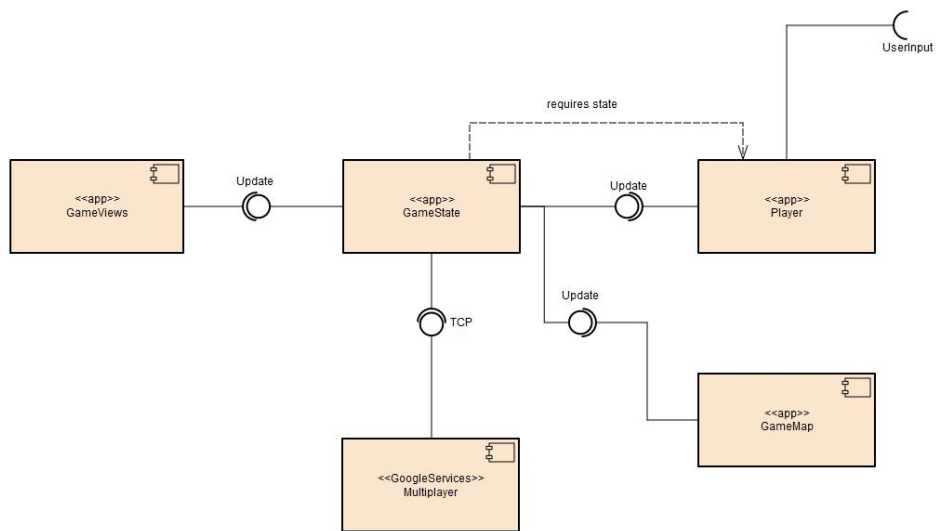 UserInput
requires state
<<app>>
GameViews
Update
<<app>>
GameState
Update
<<app>>
Player
Update
TCP
<<app>>
GameMap
<<GoogleServices>>
Multiplayer